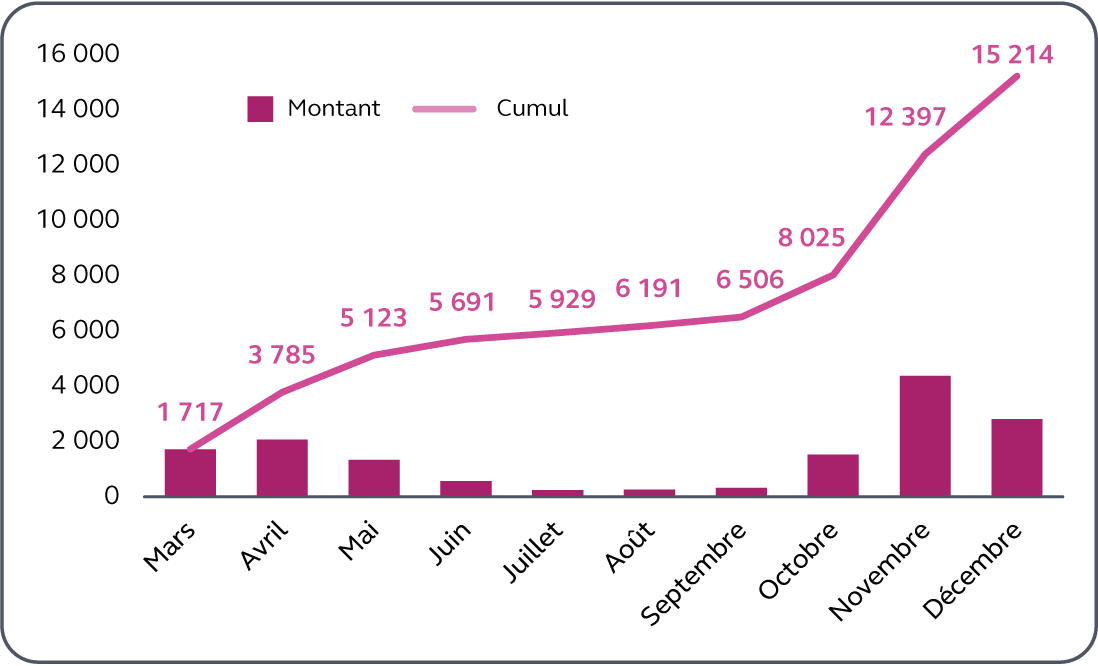 16 000
14 000
12 000
10 000
8 000
6 000
4 000
2 000
0
Montant
Cumul
1 717
3 785
5 123
5 691
5 929
6 191
6 506
8 025
12 397
15 214
Mars
Avril
Mai
Juin
Juillet
Août
Septembre
Octobre
Novembre
Décembre